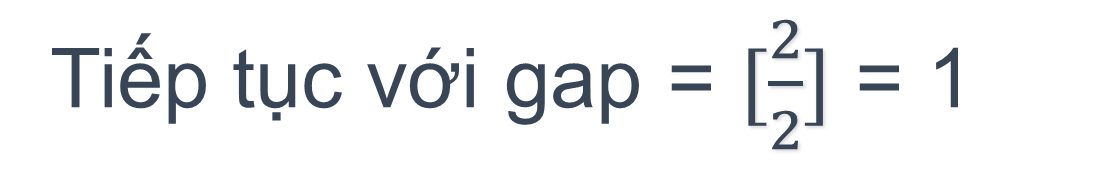 Tiếp tục với gap = [2/2] = 1